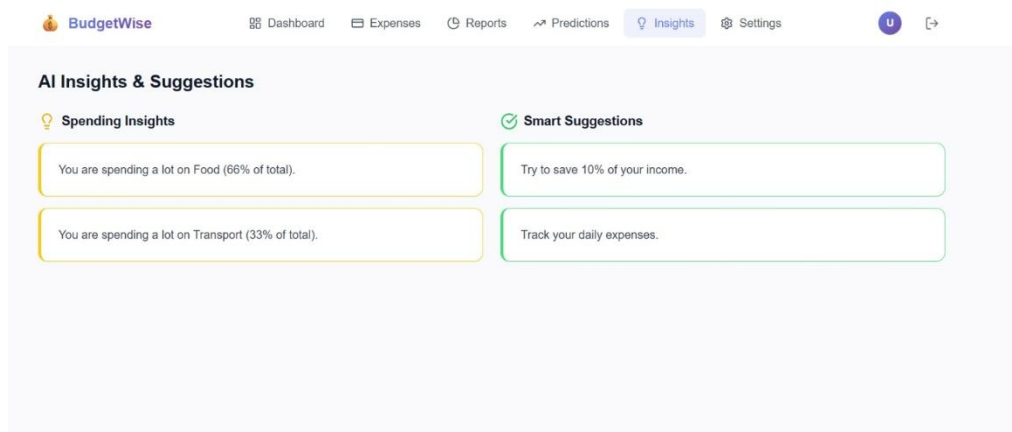 BudgetWise Dashboard Expenses Reports Predictions Insights Settings U
AI Insights & Suggestions
Spending Insights
You are spending a lot on Food (66% of total).
You are spending a lot on Transport (33% of total).
Smart Suggestions
Try to save 10% of your income.
Track your daily expenses.